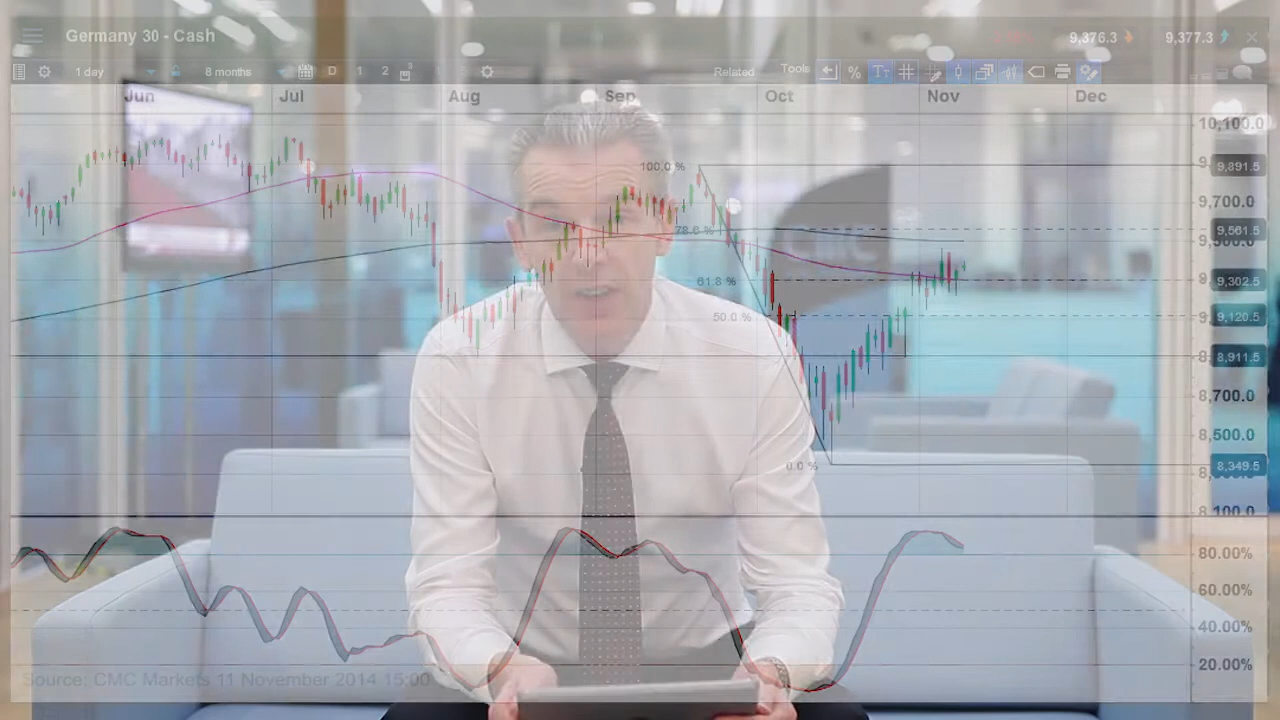 Germany 30 - Cash
9,376.3
9,377.3
1 day
8 months
D
1
2
Related
Tools
%
Jun
Jul
Aug
Sep
Oct
Nov
Dec
10,100.0
100.0 %
9,891.5
9,700.0
78.6 %
9,561.5
61.8 %
9,302.5
50.0 %
9,120.5
8,911.5
8,700.0
8,500.0
0.0 %
8,349.5
8,100.0
80.00%
60.00%
40.00%
20.00%
Source: CMC Markets 11 November 2014 15:00